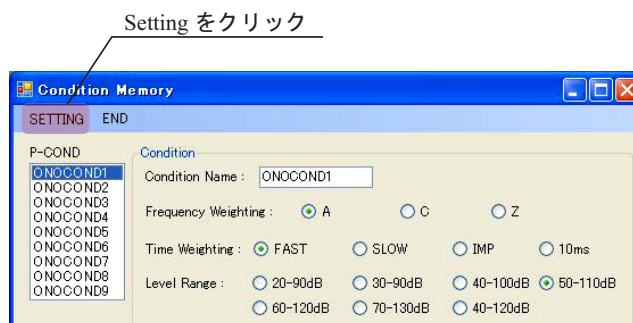 Setting をクリック
Condition Memory
SETTING END
P-COND
ONOCOND1
ONOCOND2
ONOCOND3
ONOCOND4
ONOCOND5
ONOCOND6
ONOCOND7
ONOCOND8
ONOCOND9
Condition
Condition Name : ONOCOND1
Frequency Weighting : A C Z
Time Weighting : FAST SLOW IMP 10ms
Level Range : 20-90dB 30-90dB 40-100dB 50-110dB
60-120dB 70-130dB 40-120dB